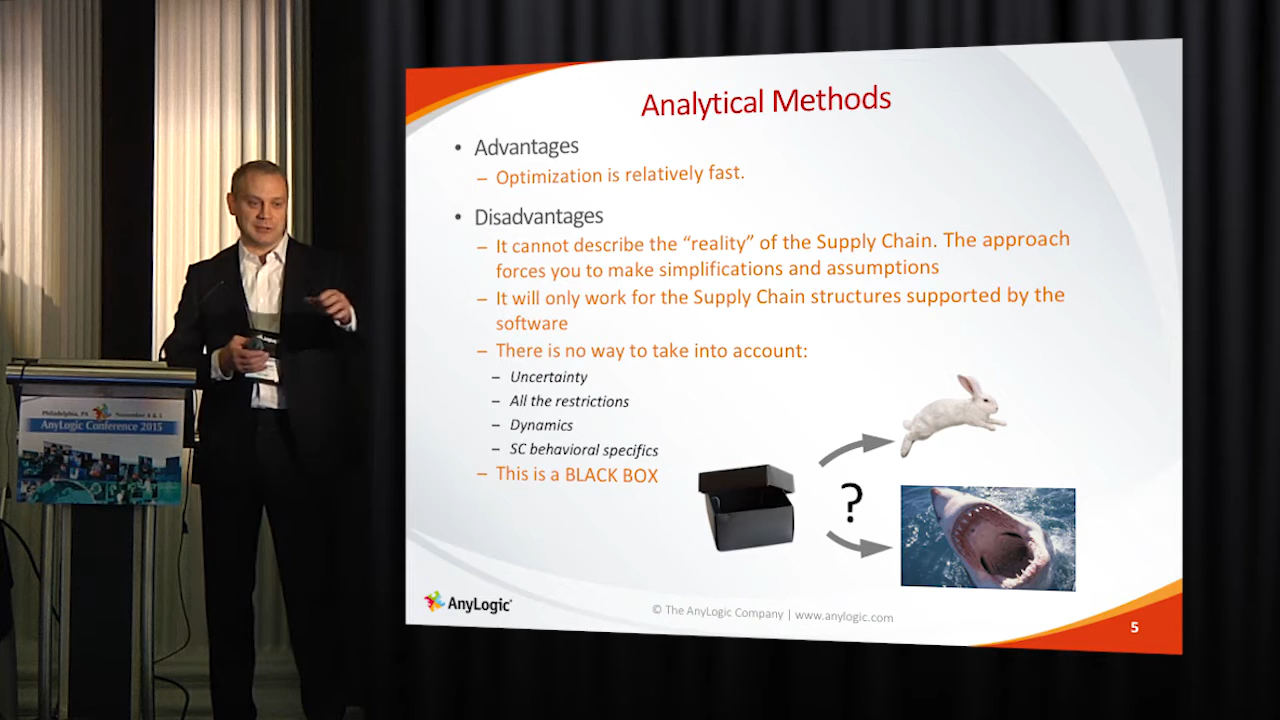 Analytical Methods
• Advantages
– Optimization is relatively fast.
• Disadvantages
– It cannot describe the “reality” of the Supply Chain. The approach
forces you to make simplifications and assumptions
– It will only work for the Supply Chain structures supported by the
software
– There is no way to take into account:
– Uncertainty
– All the restrictions
– Dynamics
– SC behavioral specifics
– This is a BLACK BOX
?
AnyLogic
© The AnyLogic Company | www.anylogic.com
5
Philadelphia, PA November 4 & 5
AnyLogic Conference 2015